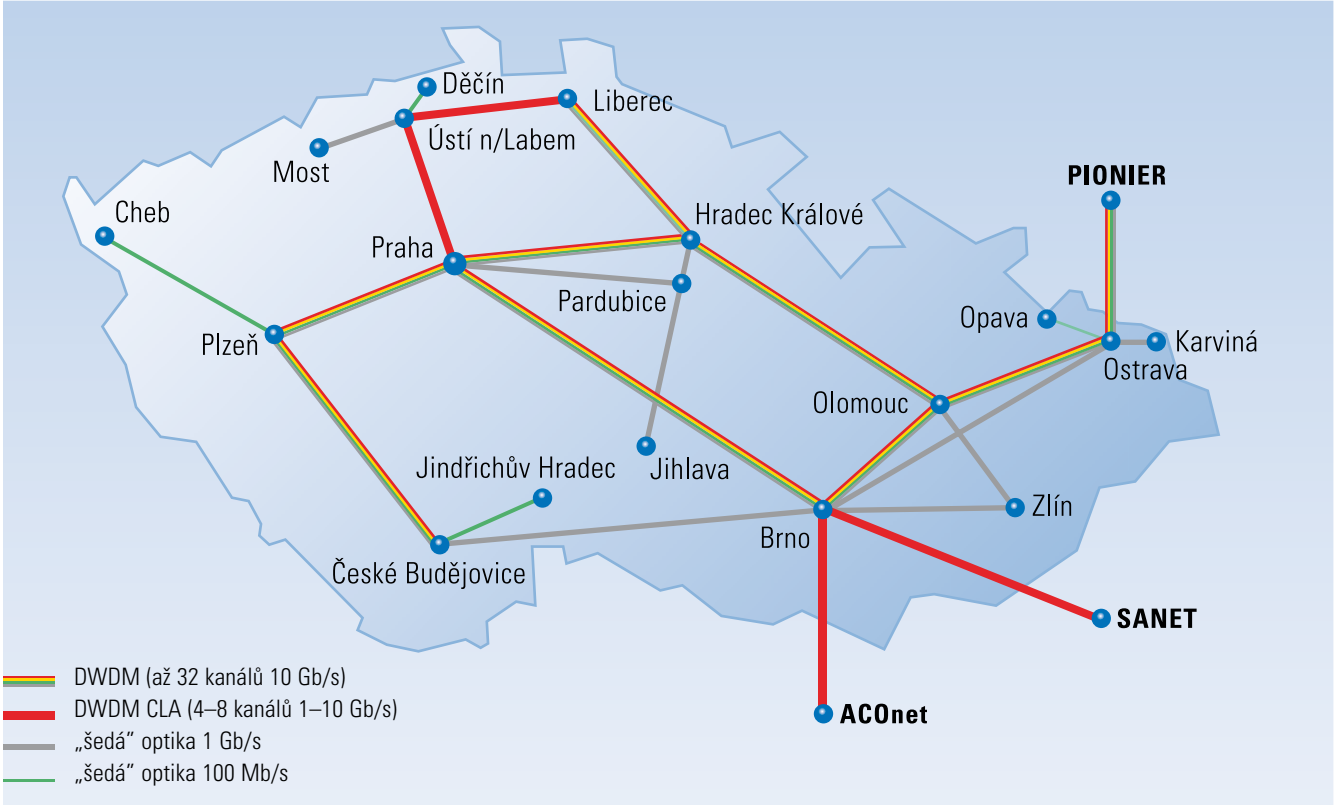 Děčín
Liberec
Ústí n/Labem
Most
PIONIER
Cheb
Hradec Králové
Praha
Pardubice
Opava
Karviná
Plzeň
Ostrava
Olomouc
Jindřichův Hradec
Jihlava
Zlín
Brno
České Budějovice
SANET
DWDM (až 32 kanálů 10 Gb/s)
DWDM CLA (4–8 kanálů 1–10 Gb/s)
ACOnet
„šedá” optika 1 Gb/s
„šedá” optika 100 Mb/s